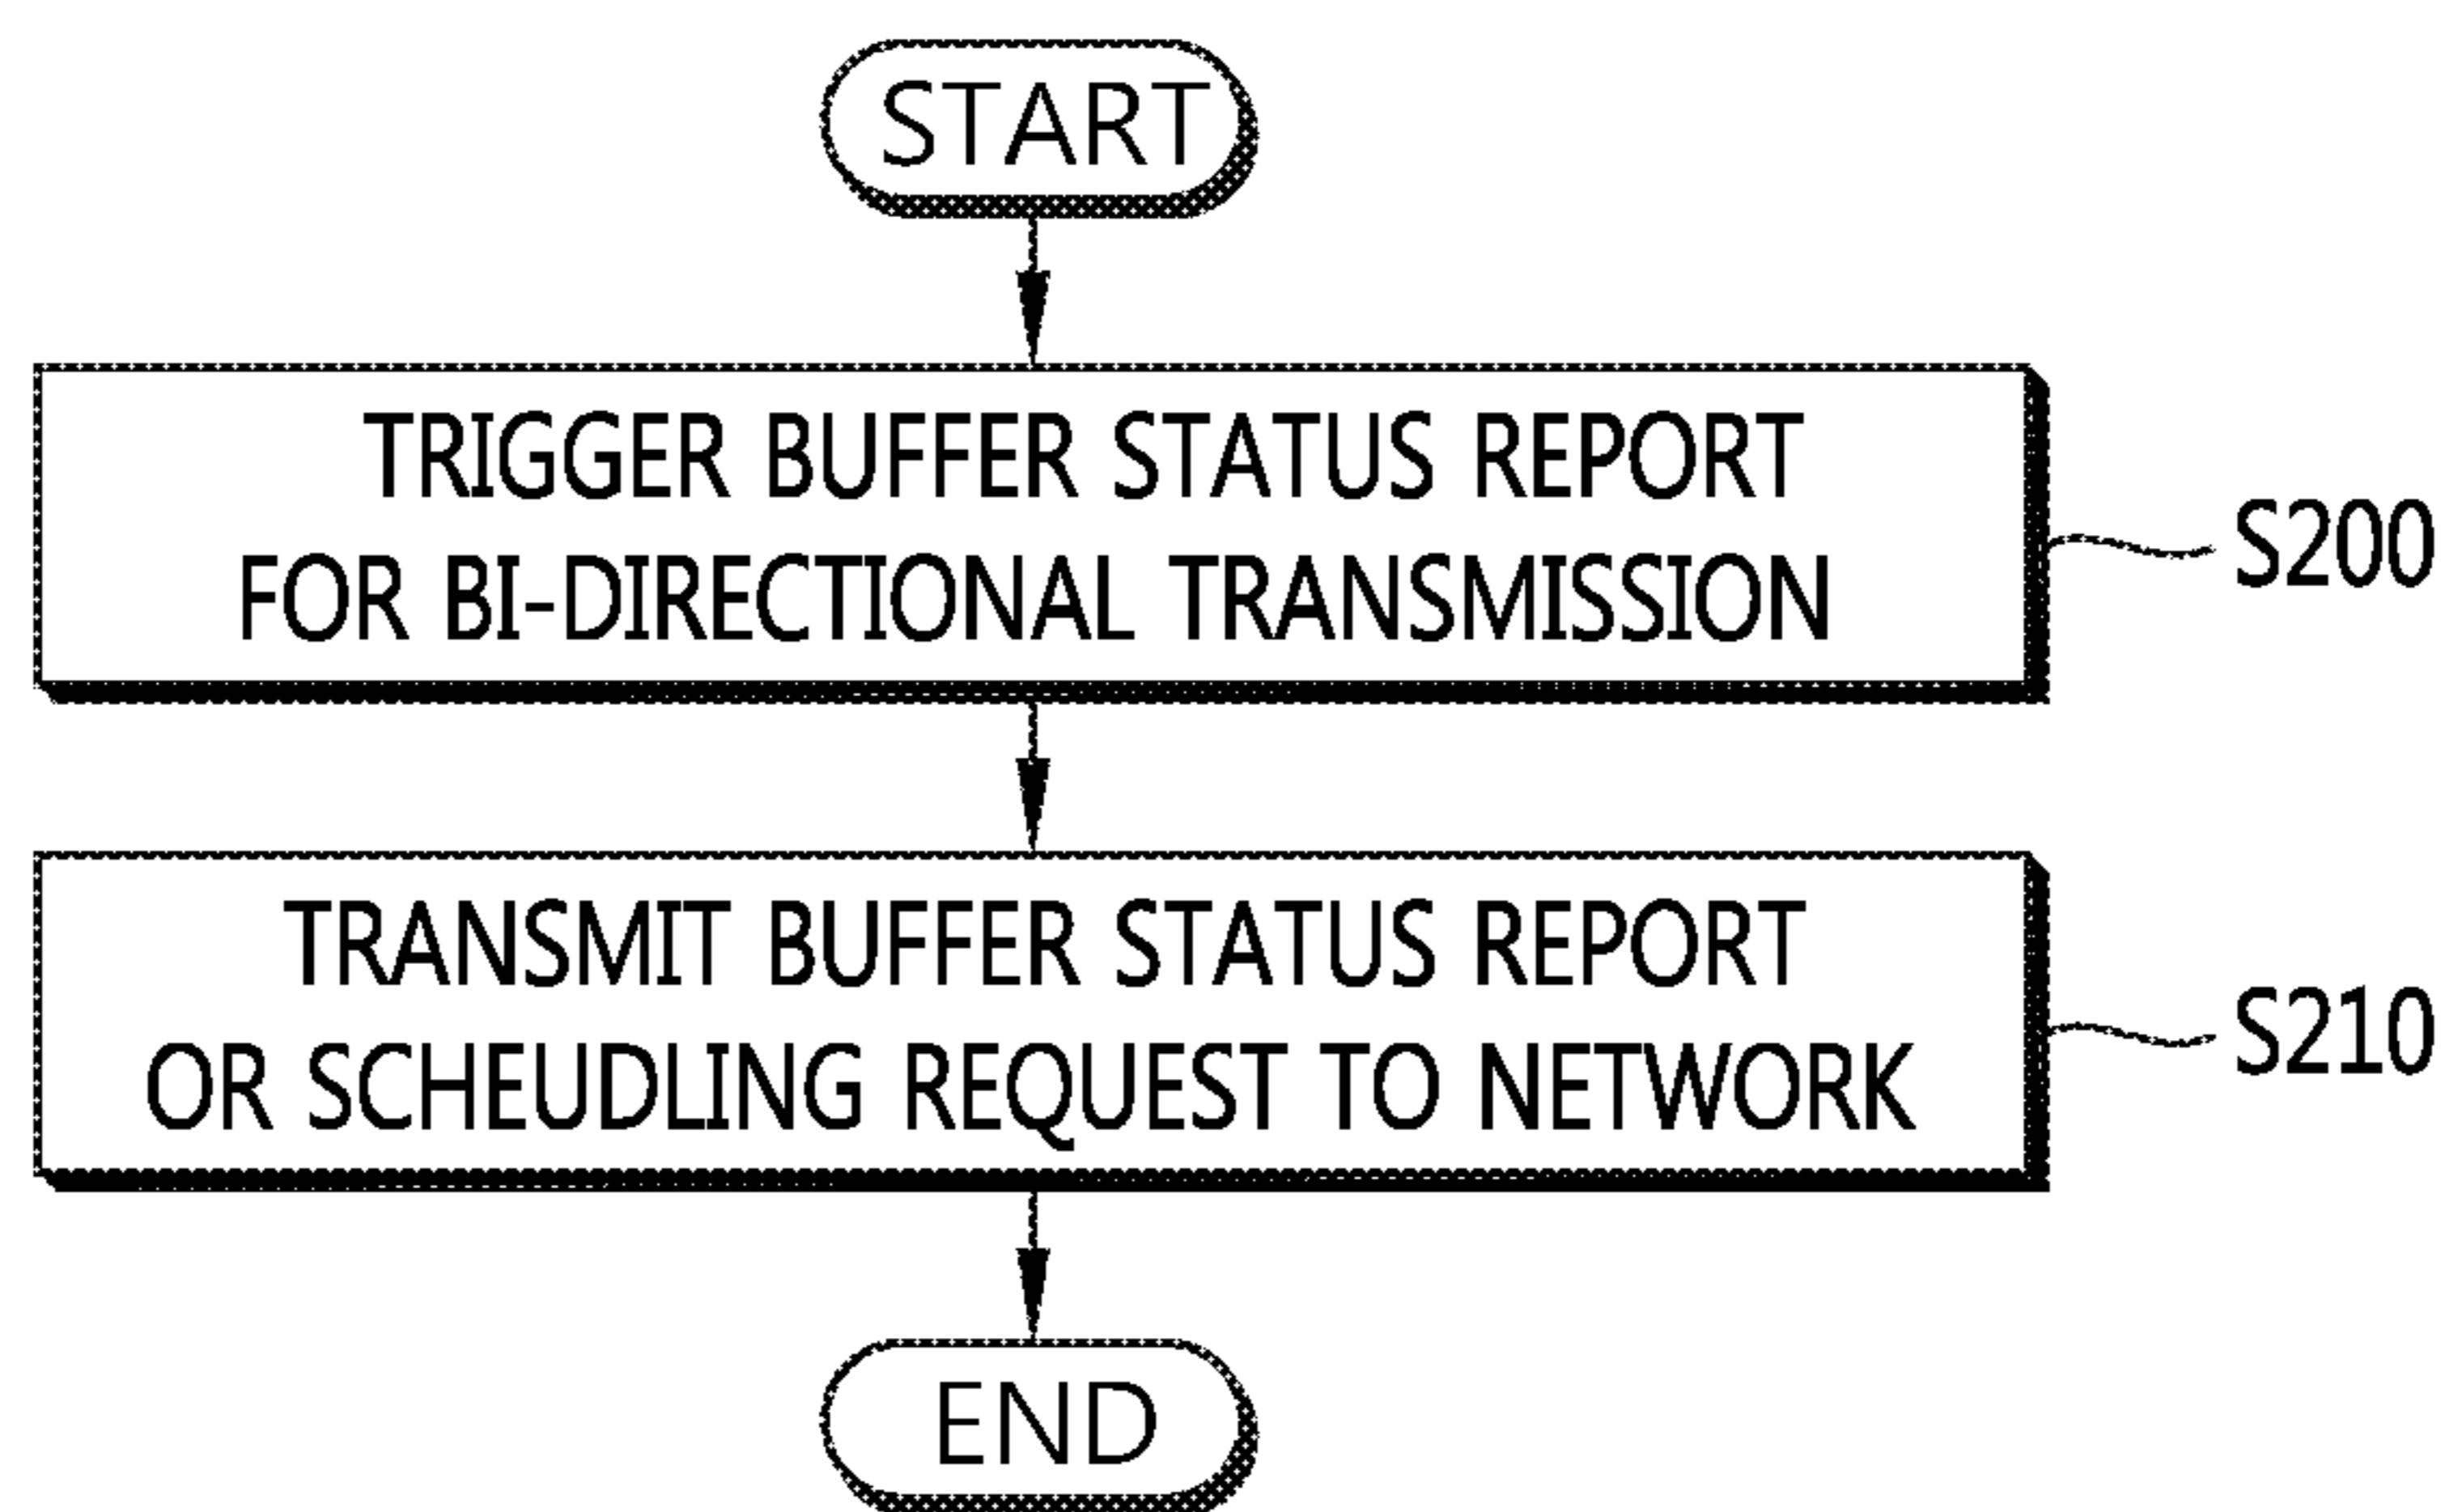 START
TRIGGER BUFFER STATUS REPORT
FOR BI-DIRECTIONAL TRANSMISSION
S200
TRANSMIT BUFFER STATUS REPORT
OR SCHEUDLING REQUEST TO NETWORK
S210
END